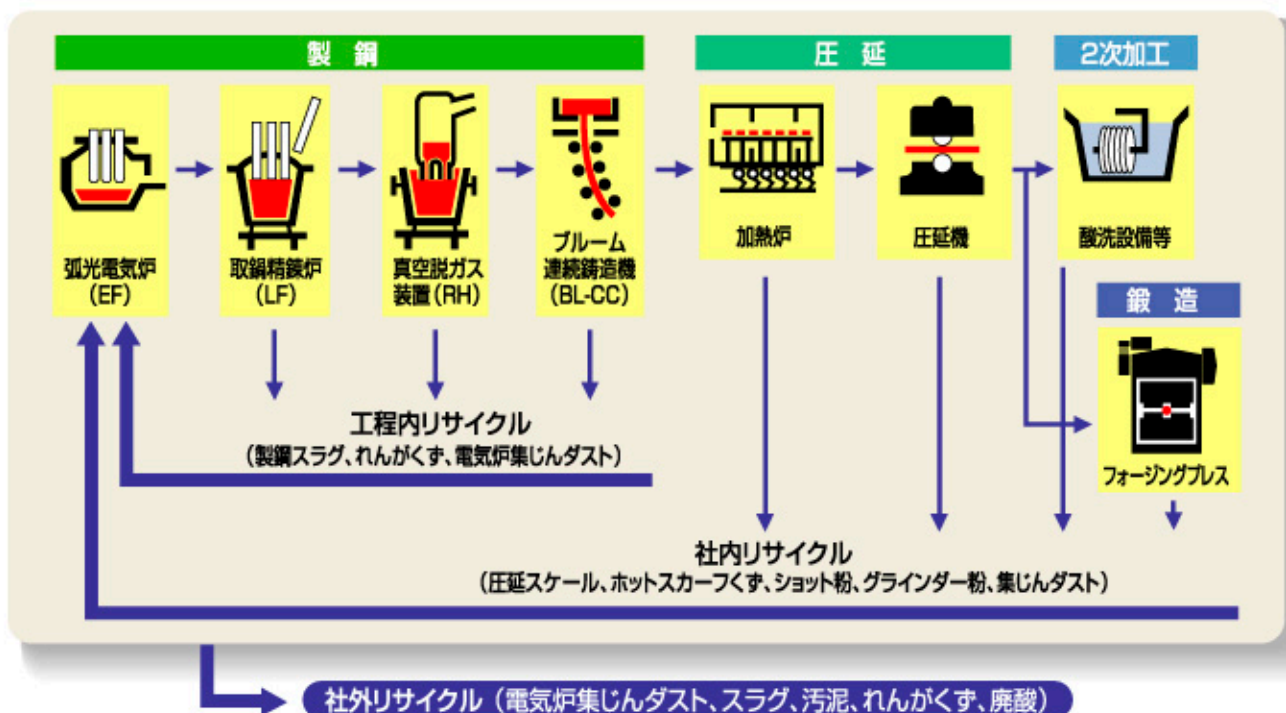 製鋼
圧延
2次加工
弧光電気炉
(EF)
取鍋精錬炉
(LF)
真空脱ガス
装置(RH)
ブルーム
連続鋳造機
(BL-CC)
加熱炉
圧延機
酸洗設備等
鍛造
フォージングプレス
工程内リサイクル
(製鋼スラグ、れんがくず、電気炉集じんダスト)
社内リサイクル
(圧延スケール、ホットスカーフくず、ショット粉、グラインダー粉、集じんダスト)
社外リサイクル(電気炉集じんダスト、スラグ、汚泥、れんがくず、廃酸)